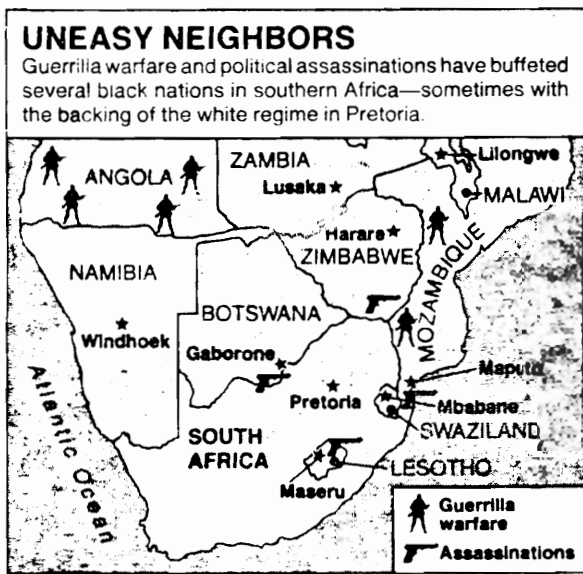 UNEASY NEIGHBORS
Guerrilla warfare and political assassinations have buffeted
several black nations in southern Africa—sometimes with
the backing of the white regime in Pretoria.
ANGOLA
ZAMBIA
Lusaka
Lilongwe
MALAWI
Harare
ZIMBABWE
MOZAMBIQUE
NAMIBIA
Windhoek
BOTSWANA
Gaborone
Pretoria
Maputo
Mbabane
SWAZILAND
SOUTH
AFRICA
LESOTHO
Maseru
Atlantic Ocean
Guerrilla
warfare
Assassinations